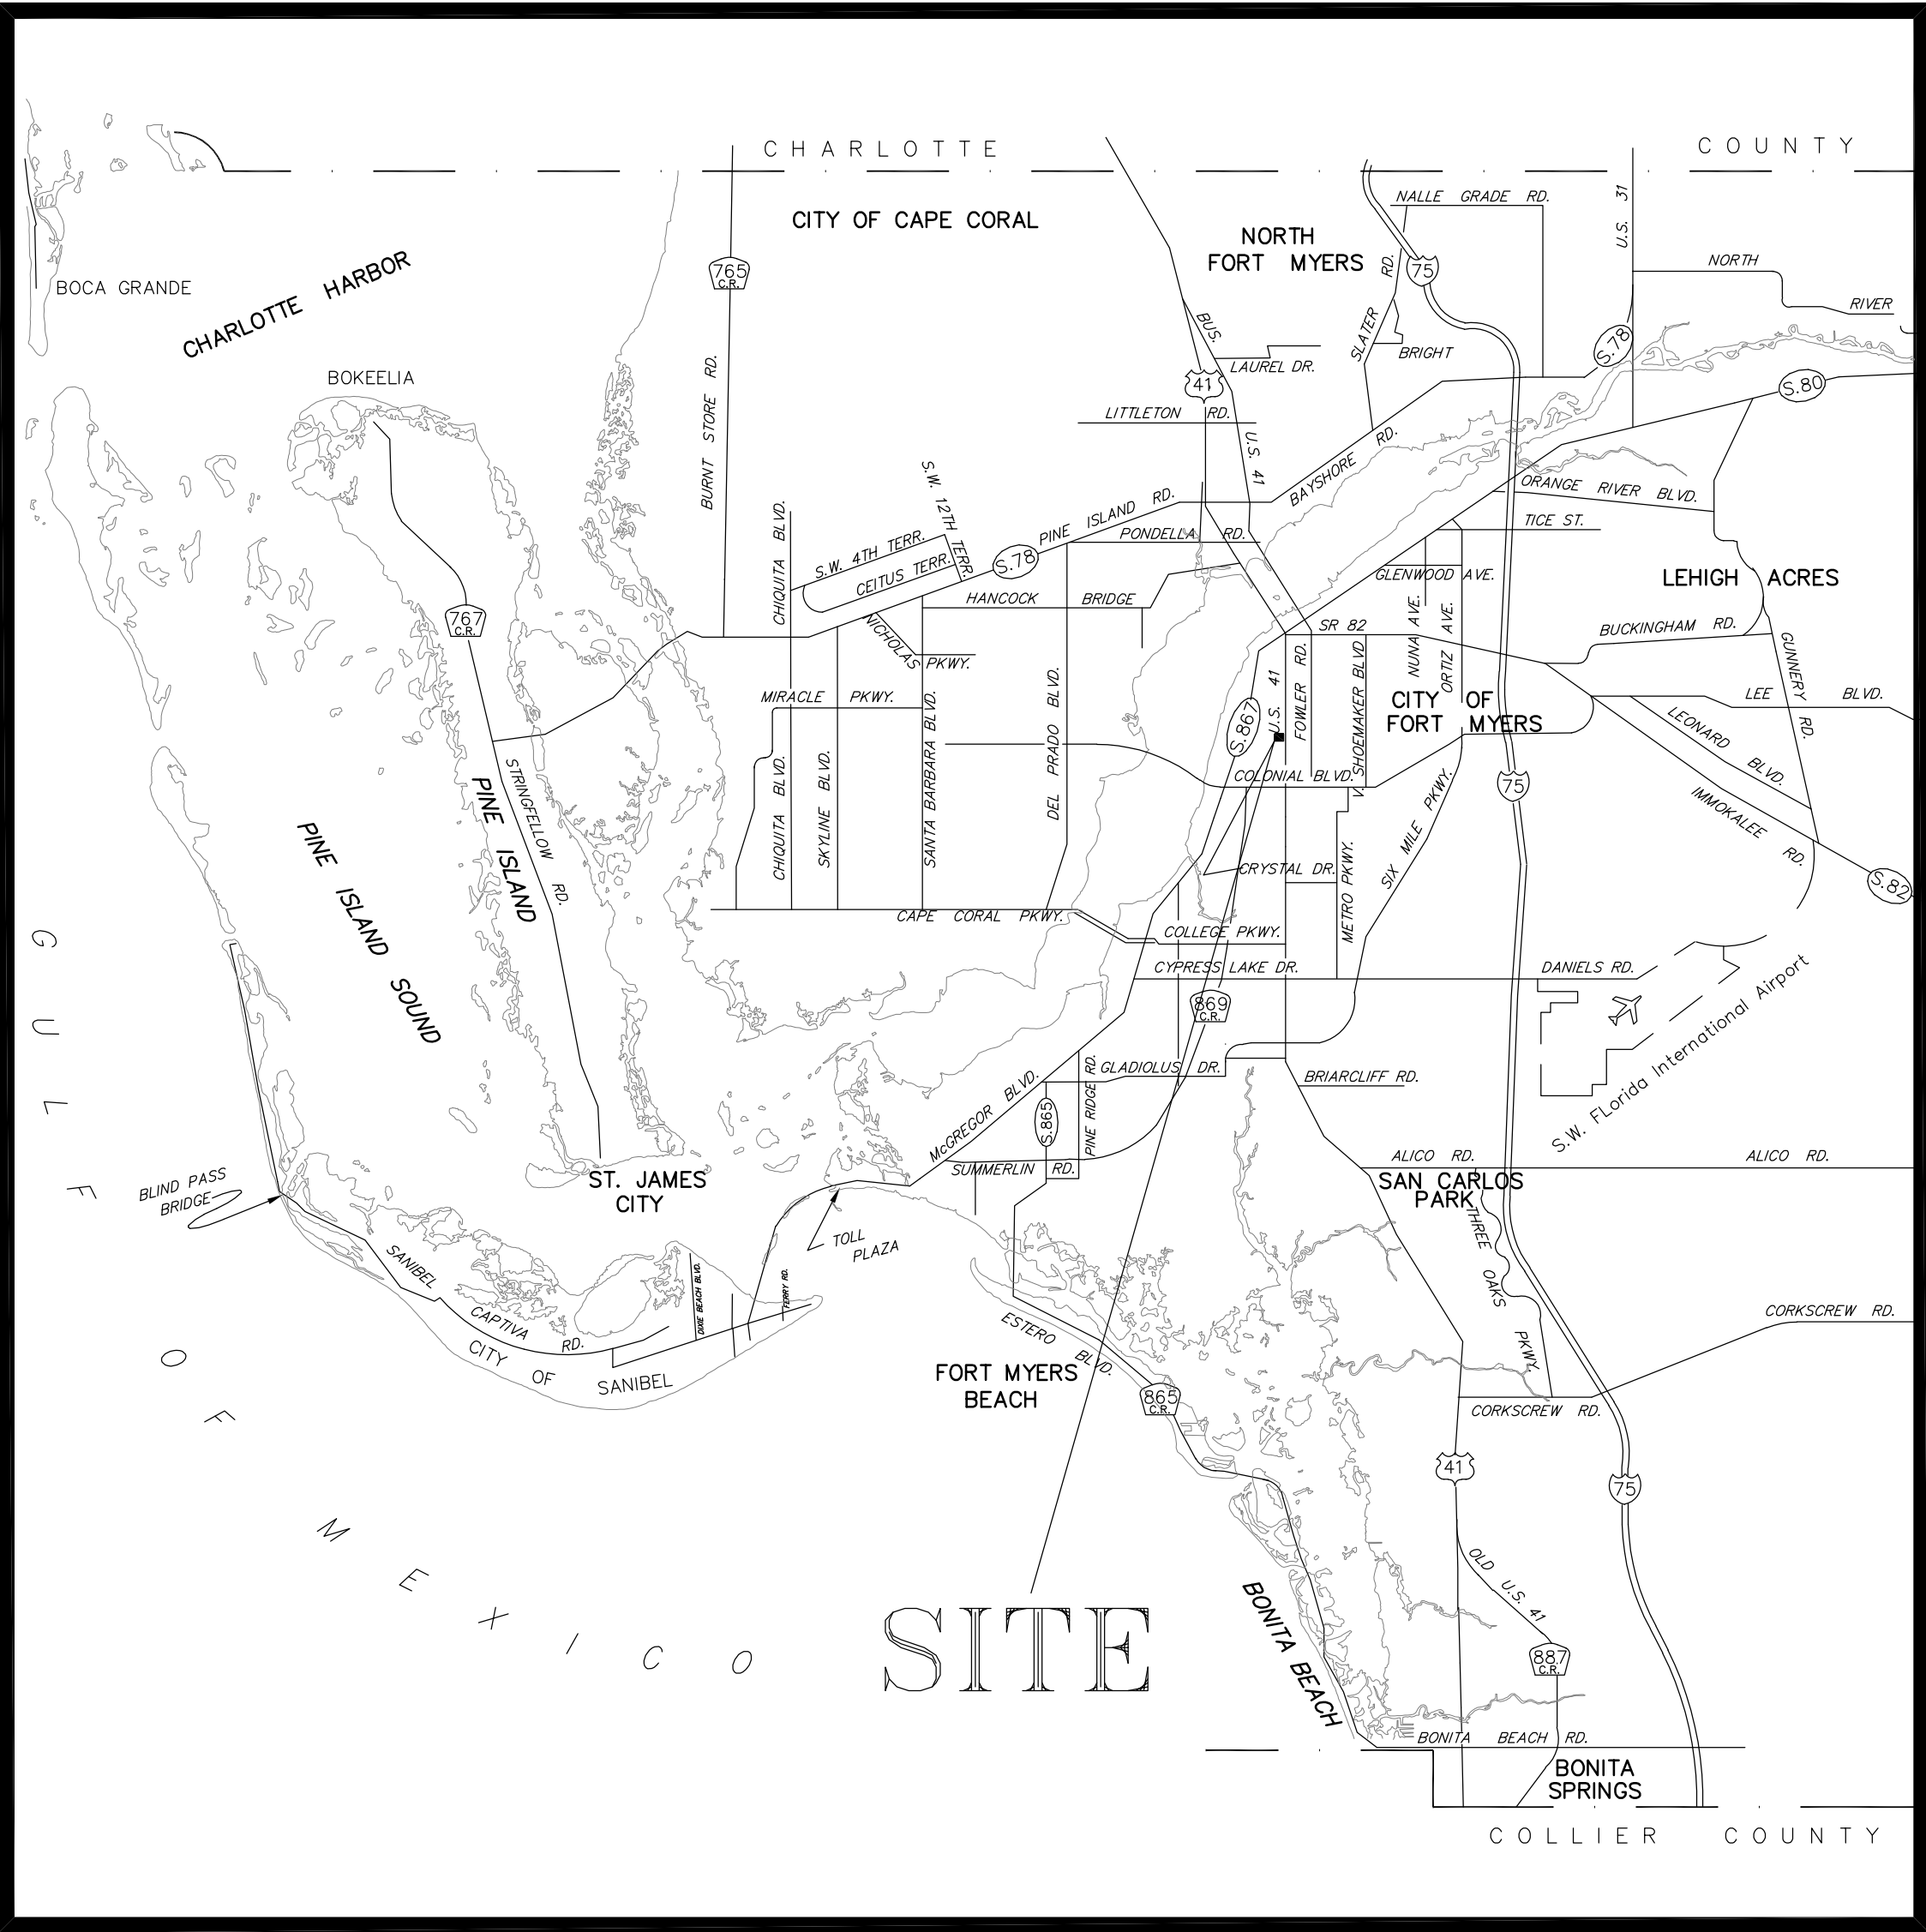 CHARLOTTE COUNTY
CITY OF CAPE CORAL
NORTH
FORT MYERS
NALLE GRADE RD.
U.S. 31
75
765
C.R.
SLATER RD.
NORTH
RIVER
BOCA GRANDE
CHARLOTTE HARBOR
BUS.
41
LAUREL DR.
BRIGHT
S.78
S.80
BOKEELIA
BURNT STORE RD.
LITTLETON RD.
U.S. 41
BAYSHORE RD.
ORANGE RIVER BLVD.
TICE ST.
CHIQUITA BLVD.
S.W. 4TH TERR.
CEITUS TERR.
S.W. 12TH TERR.
S.78
PINE ISLAND RD.
PONDELLA RD.
GLENWOOD AVE.
LEHIGH ACRES
HANCOCK BRIDGE
NICHOLAS PKWY.
767
C.R.
SR 82
NUNA AVE.
ORTIZ AVE.
BUCKINGHAM RD.
GUNNERY RD.
MIRACLE PKWY.
LEE BLVD.
LEONARD BLVD.
IMMOKALEE RD.
S.82
CITY OF
FORT MYERS
S.867
U.S. 41
FOWLER RD.
V.SHOEMAKER BLVD
COLONIAL BLVD.
75
CHIQUITA BLVD.
SKYLINE BLVD.
SANTA BARBARA BLVD.
DEL PRADO BLVD.
PINE ISLAND
STRINGFELLOW RD.
PINE ISLAND SOUND
CRYSTAL DR.
METRO PKWY.
SIX MILE PKWY.
CAPE CORAL PKWY.
COLLEGE PKWY.
CYPRESS LAKE DR.
DANIELS RD.
869
C.R.
S.W. FLorida International Airport
GLADIOLUS DR.
BRIARCLIFF RD.
McGREGOR BLVD.
S.865
PINE RIDGE RD.
SUMMERLIN RD.
ALICO RD.
ALICO RD.
SAN CARLOS
PARK
THREE OAKS PKWY.
ST. JAMES
CITY
BLIND PASS
BRIDGE
TOLL
PLAZA
SANIBEL CAPTIVA RD.
DIXIE BEACH BLVD.
FERRY RD.
CITY OF SANIBEL
ESTERO BLVD.
FORT MYERS
BEACH
865
C.R.
CORKSCREW RD.
CORKSCREW RD.
41
75
GULF OF MEXICO
SITE
OLD U.S. 41
887
C.R.
BONITA BEACH
BONITA BEACH RD.
BONITA
SPRINGS
COLLIER COUNTY